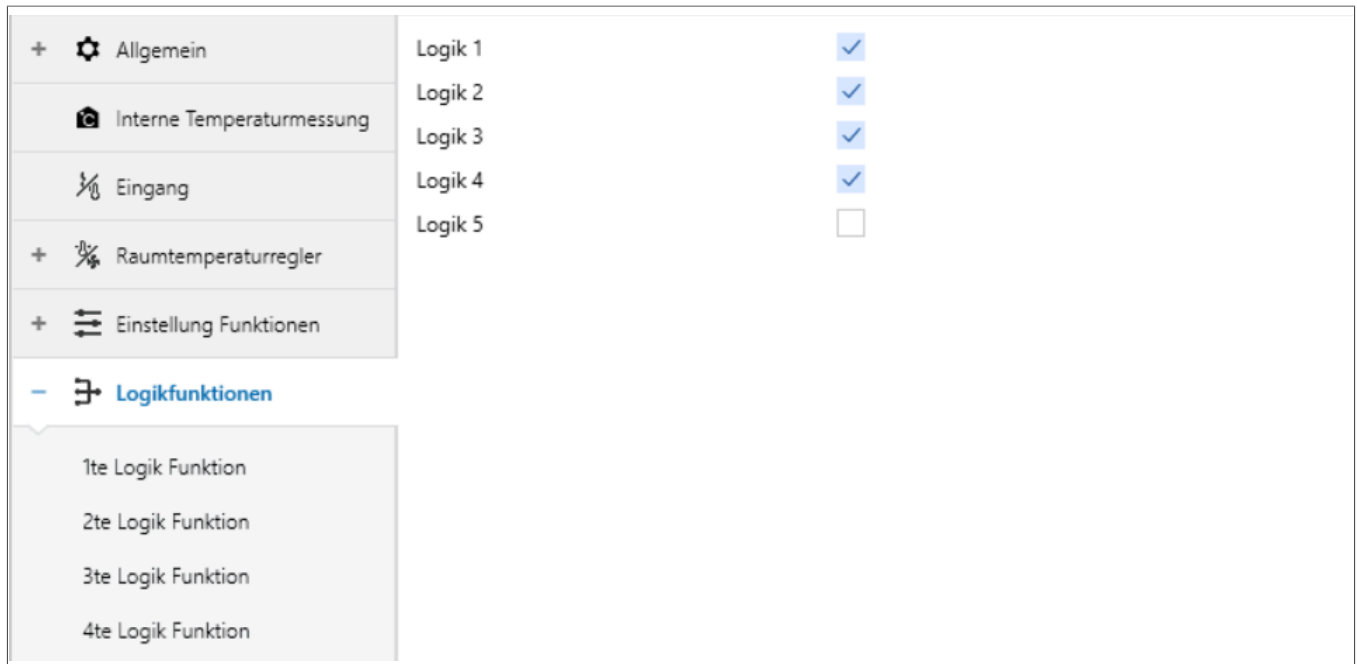 Allgemein
Interne Temperaturmessung
Eingang
Raumtemperaturregler
Einstellung Funktionen
Logikfunktionen
1te Logik Funktion
2te Logik Funktion
3te Logik Funktion
4te Logik Funktion
Logik 1
Logik 2
Logik 3
Logik 4
Logik 5